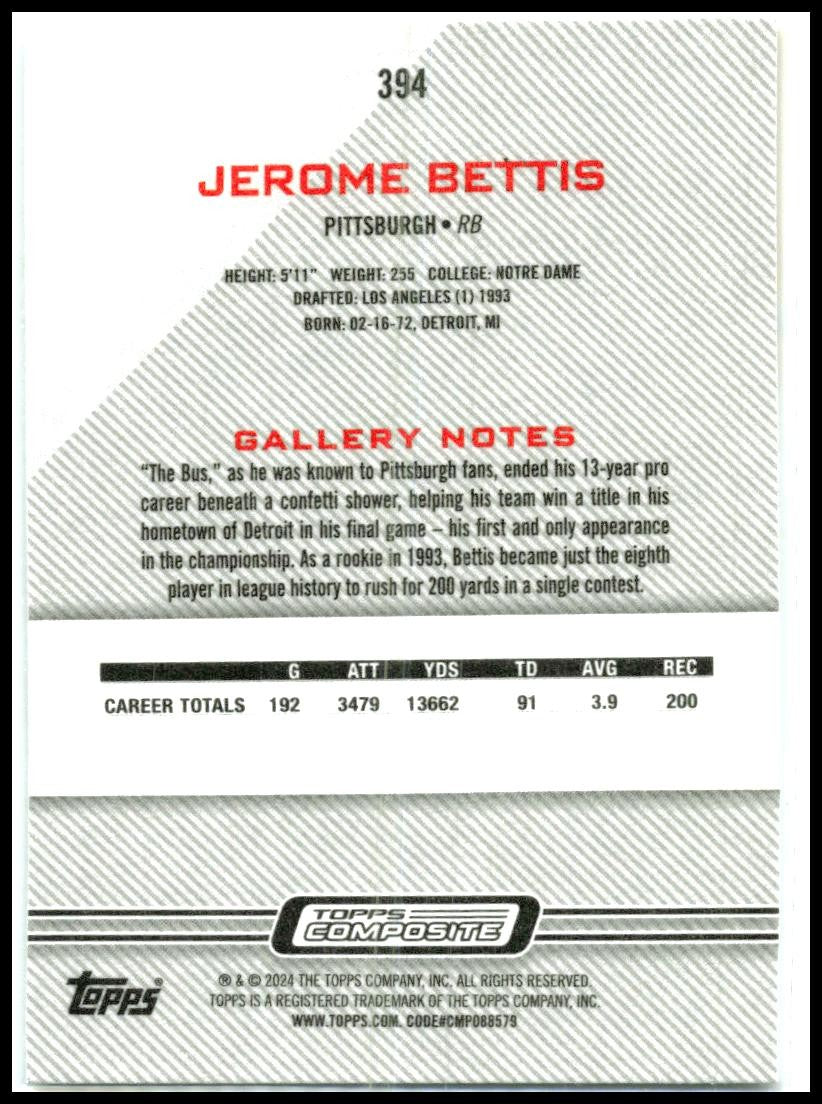 394
JEROME BETTIS
PITTSBURGH • RB
HEIGHT: 5'11" WEIGHT: 255 COLLEGE: NOTRE DAME
DRAFTED: LOS ANGELES (1) 1993
BORN: 02-16-72, DETROIT, MI
GALLERY NOTES
"The Bus," as he was known to Pittsburgh fans, ended his 13-year pro
career beneath a confetti shower, helping his team win a title in his
hometown of Detroit in his final game – his first and only appearance
in the championship. As a rookie in 1993, Bettis became just the eighth
player in league history to rush for 200 yards in a single contest.
G ATT YDS TD AVG REC
CAREER TOTALS 192 3479 13662 91 3.9 200
TOPPS
COMPOSITE
topps®
® & © 2024 THE TOPPS COMPANY, INC. ALL RIGHTS RESERVED.
TOPPS IS A REGISTERED TRADEMARK OF THE TOPPS COMPANY, INC.
WWW.TOPPS.COM. CODE#CMP088579